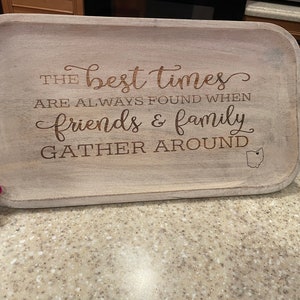 THE best times
ARE ALWAYS FOUND WHEN
friends & family
GATHER AROUND